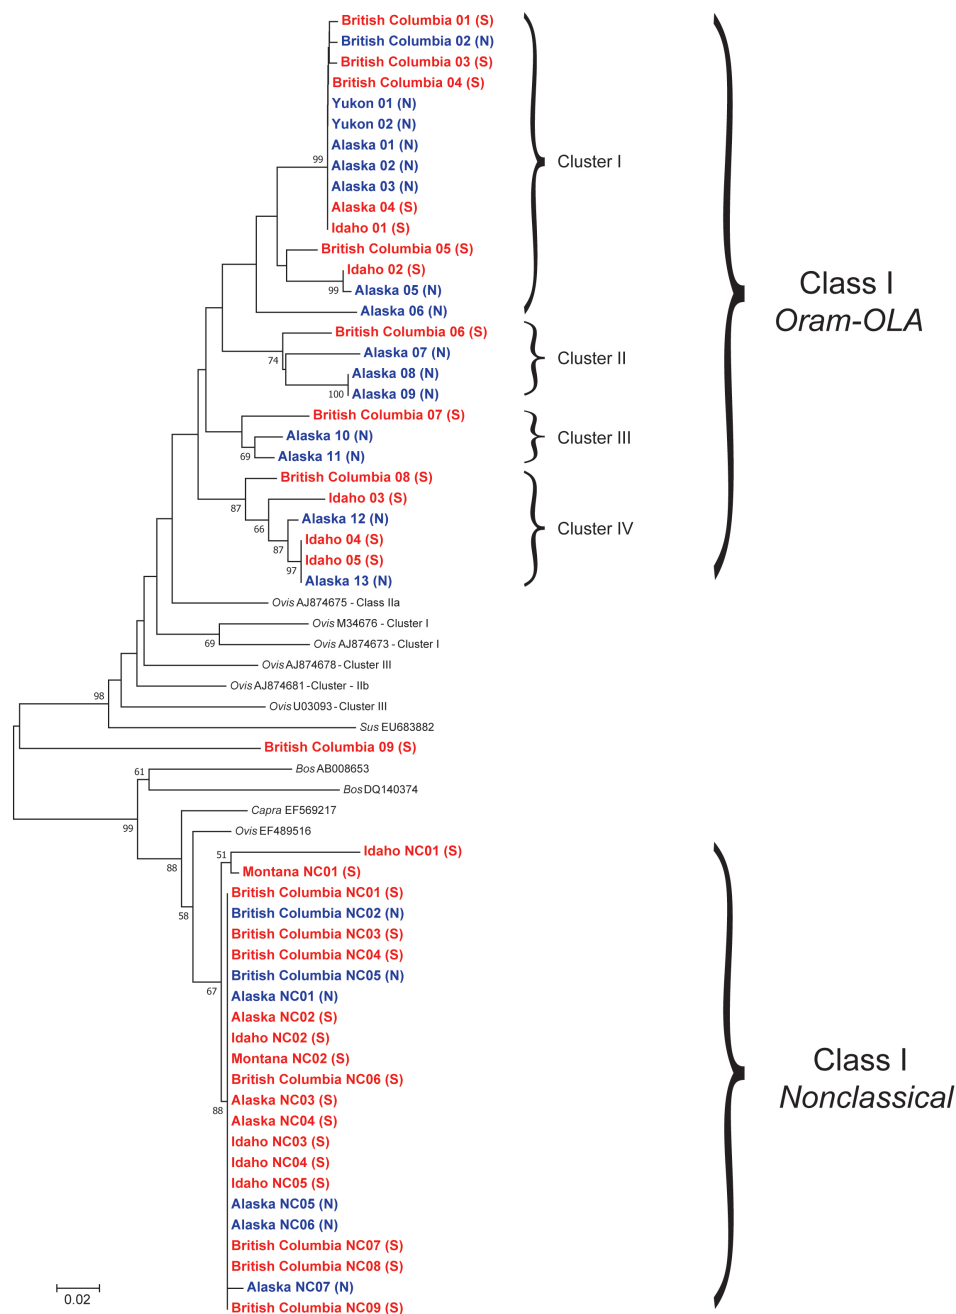 British Columbia 01 (S)
British Columbia 02 (N)
British Columbia 03 (S)
British Columbia 04 (S)
Yukon 01 (N)
Yukon 02 (N)
Alaska 01 (N)
99
Alaska 02 (N)
Cluster I
Alaska 03 (N)
Alaska 04 (S)
Idaho 01 (S)
British Columbia 05 (S)
Idaho 02 (S)
99
Alaska 05 (N)
Class I
Oram-OLA
Alaska 06 (N)
British Columbia 06 (S)
74
Alaska 07 (N)
Cluster II
Alaska 08 (N)
100
Alaska 09 (N)
British Columbia 07 (S)
Alaska 10 (N)
Cluster III
69
Alaska 11 (N)
British Columbia 08 (S)
87
Idaho 03 (S)
66
Alaska 12 (N)
Cluster IV
87
Idaho 04 (S)
Idaho 05 (S)
97
Alaska 13 (N)
Ovis AJ874675 - Class IIa
Ovis M34676 - Cluster I
69
Ovis AJ874673 - Cluster I
Ovis AJ874678 - Cluster III
Ovis AJ874681 - Cluster - IIb
98
Ovis U03093 - Cluster III
Sus EU683882
British Columbia 09 (S)
61
Bos AB008653
Bos DQ140374
Capra EF569217
99
Ovis EF489516
51
Idaho NC01 (S)
88
Montana NC01 (S)
British Columbia NC01 (S)
58
British Columbia NC02 (N)
British Columbia NC03 (S)
British Columbia NC04 (S)
British Columbia NC05 (N)
67
Alaska NC01 (N)
Alaska NC02 (S)
Idaho NC02 (S)
Montana NC02 (S)
Class I
Nonclassical
British Columbia NC06 (S)
Alaska NC03 (S)
88
Alaska NC04 (S)
Idaho NC03 (S)
Idaho NC04 (S)
Idaho NC05 (S)
Alaska NC05 (N)
Alaska NC06 (N)
British Columbia NC07 (S)
British Columbia NC08 (S)
Alaska NC07 (N)
0.02
British Columbia NC09 (S)